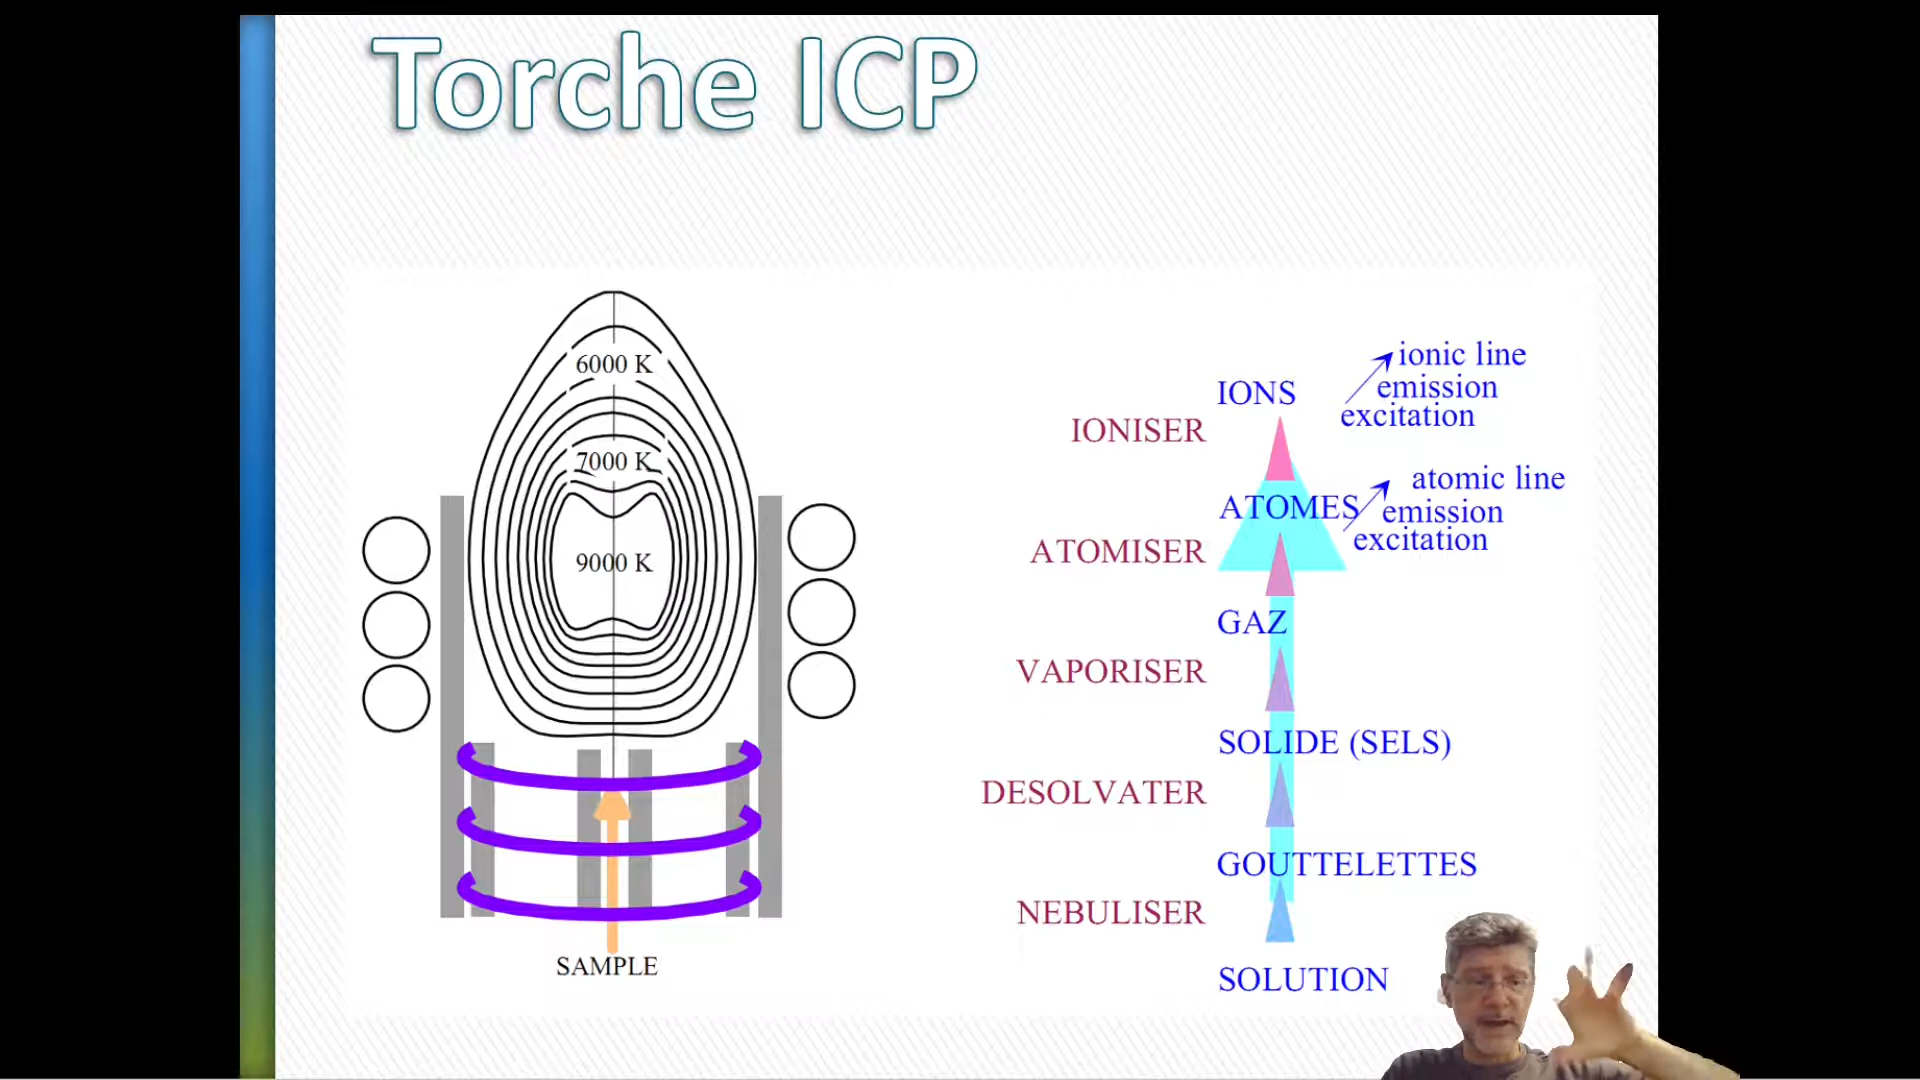 Torche ICP
6000 K
7000 K
9000 K
SAMPLE
ionic line
emission
excitation
IONS
IONISER
atomic line
emission
excitation
ATOMES
ATOMISER
GAZ
VAPORISER
SOLIDE (SELS)
DESOLVATER
GOUTTELETTES
NEBULISER
SOLUTION